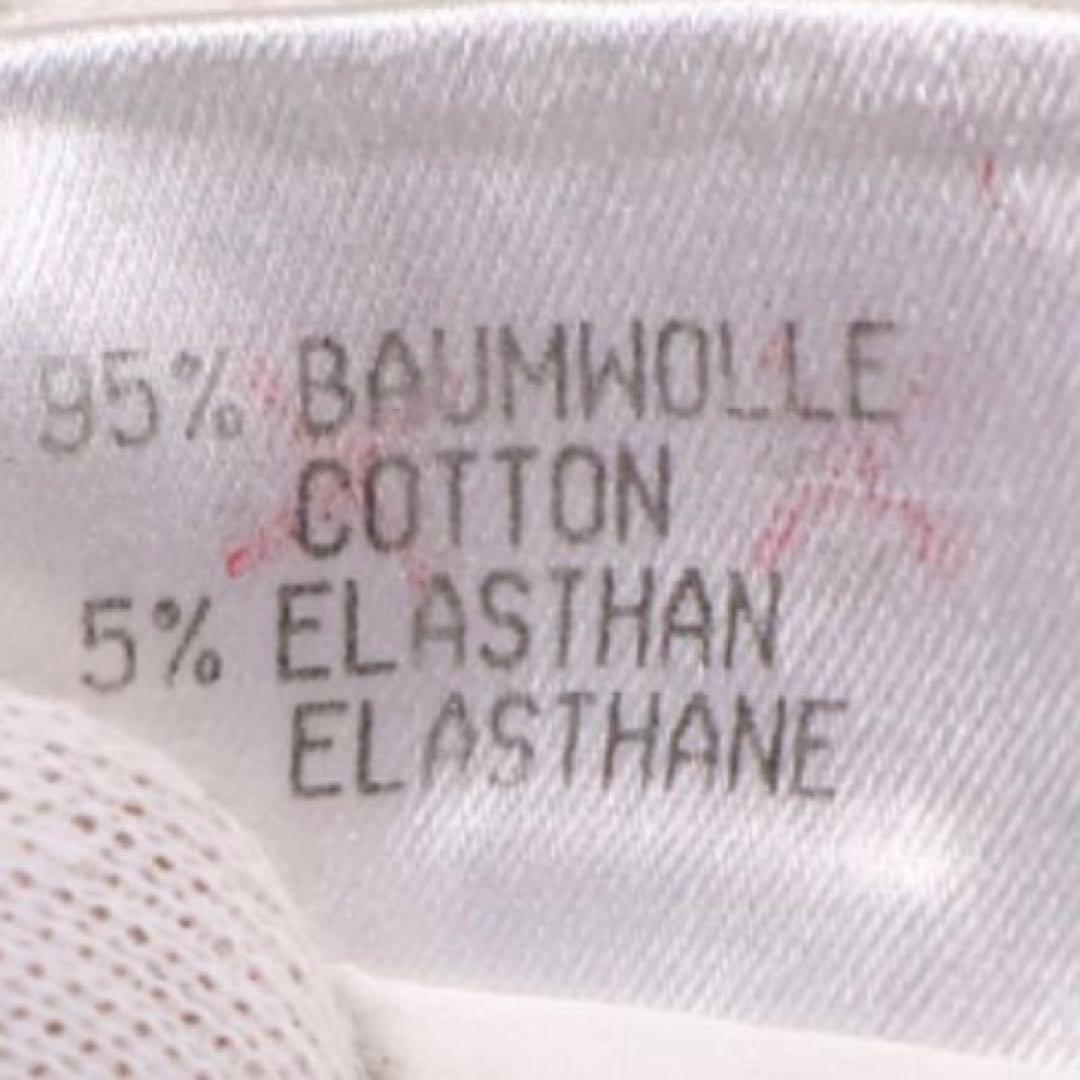 95% BAUMWOLLE
COTTON
5% ELASTHAN
ELASTHANE